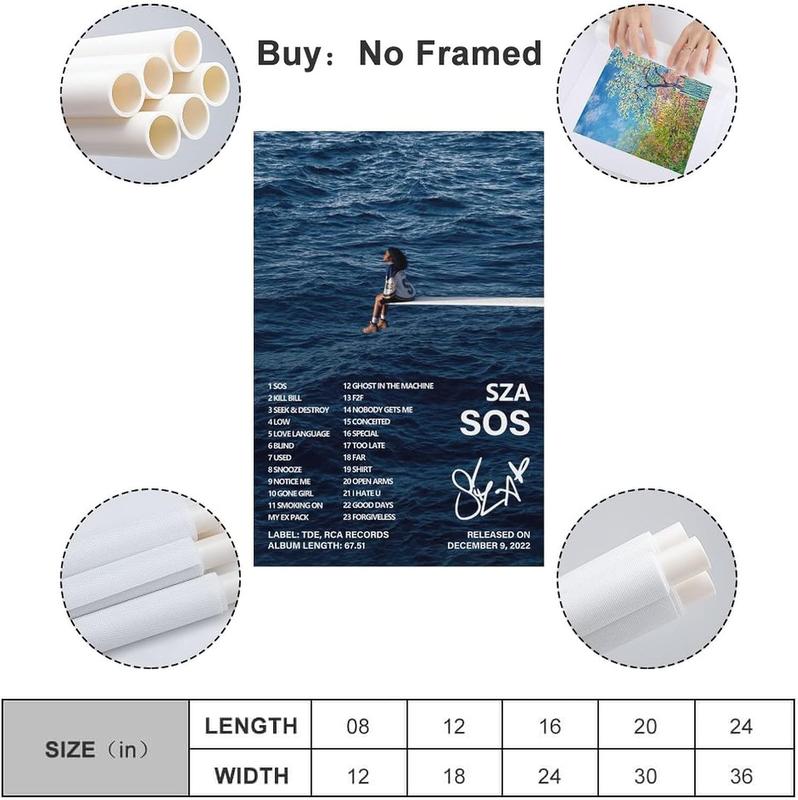 Buy：No Framed
1 SOS
2 KILL BILL
3 SEEK & DESTROY
4 LOW
5 LOVE LANGUAGE
6 BLIND
7 USED
8 SNOOZE
9 NOTICE ME
10 GONE GIRL
11 SMOKING ON
MY EX PACK
12 GHOST IN THE MACHINE
13 F2F
14 NOBODY GETS ME
15 CONCEITED
16 SPECIAL
17 TOO LATE
18 FAR
19 SHIRT
20 OPEN ARMS
21 I HATE U
22 GOOD DAYS
23 FORGIVELESS
SZA
SOS
SZA
LABEL: TDE, RCA RECORDS
ALBUM LENGTH: 67.51
RELEASED ON
DECEMBER 9, 2022
SIZE（in）
LENGTH 08 12 16 20 24
WIDTH 12 18 24 30 36